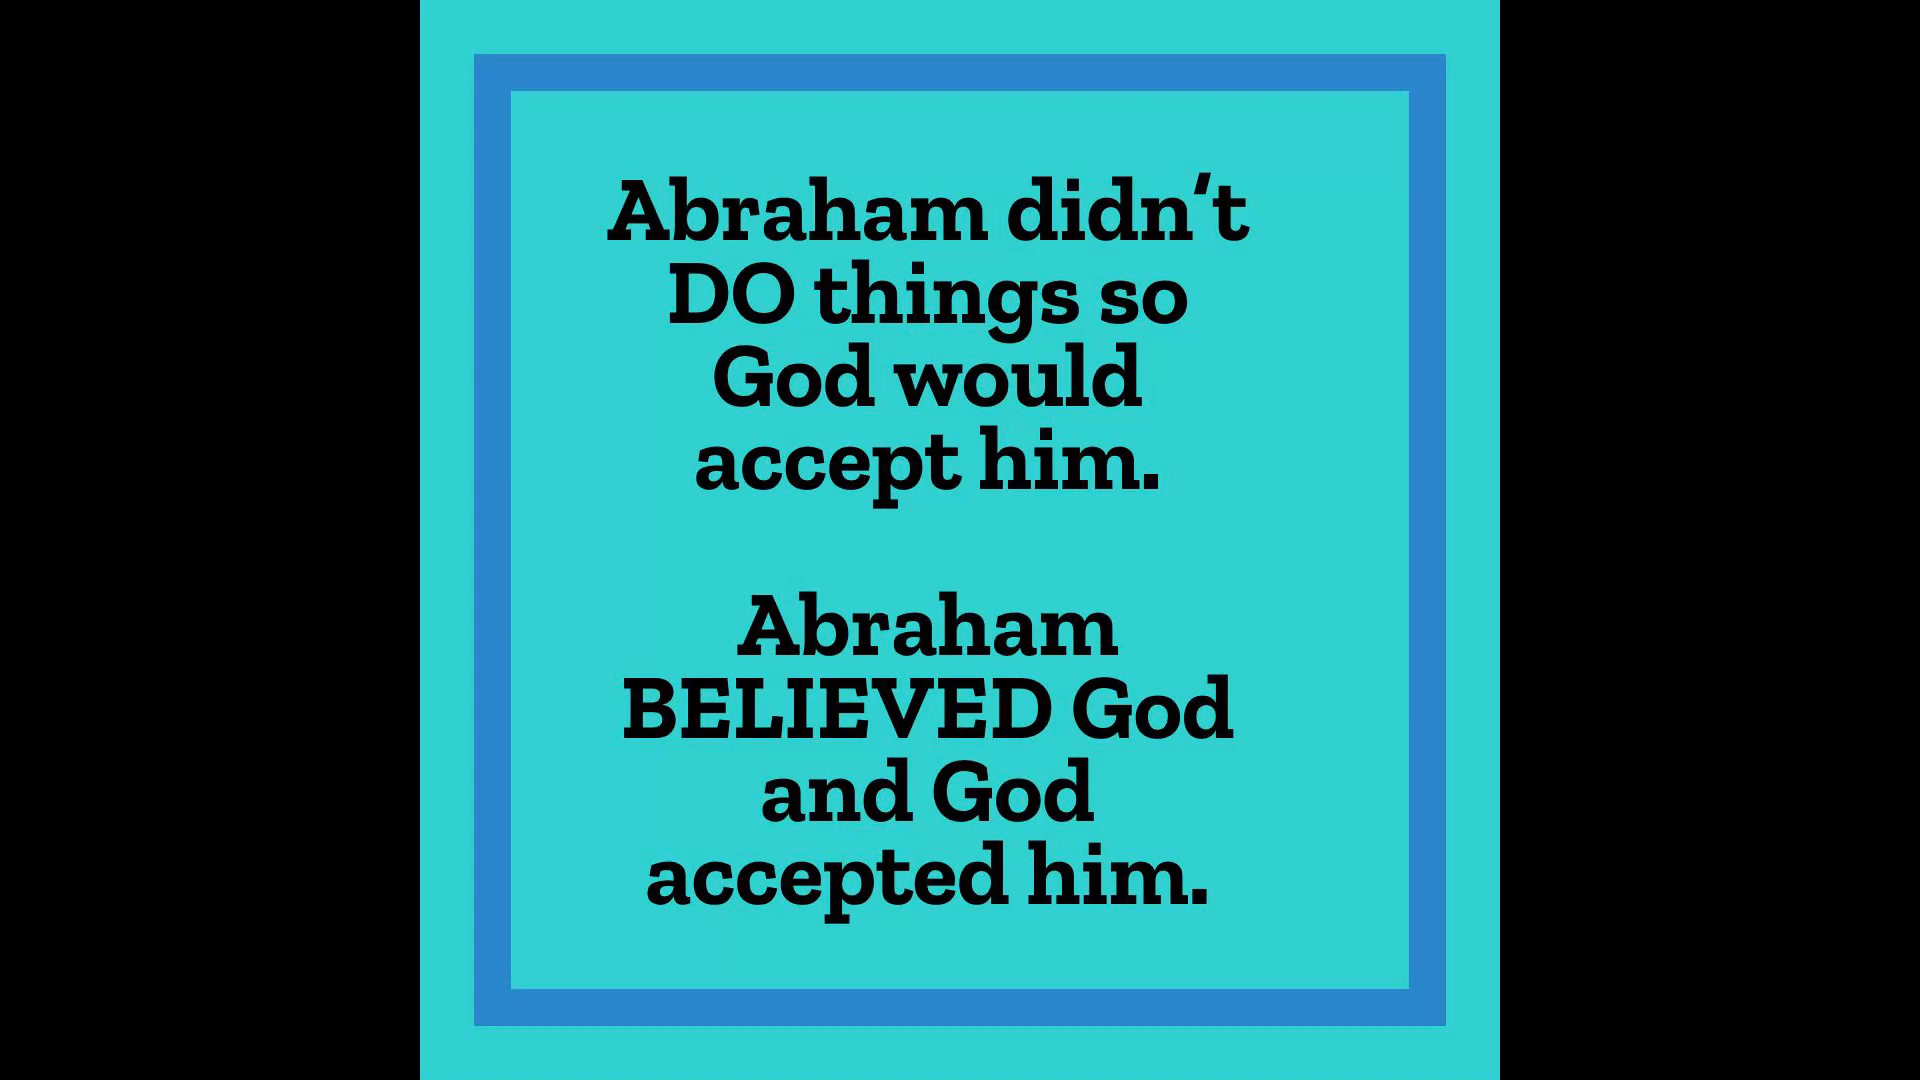 Abraham didn't
DO things so
God would
accept him.
Abraham
BELIEVED God
and God
accepted him.